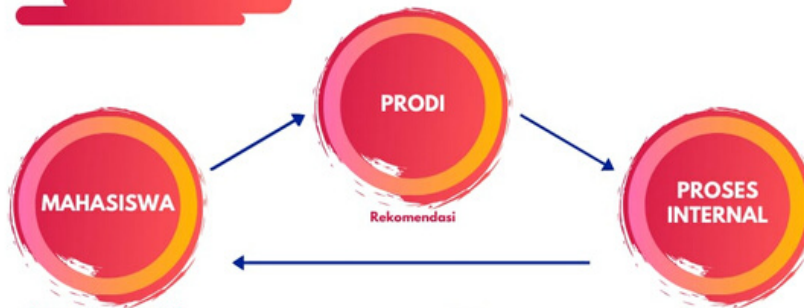 PRODI
MAHASISWA
Rekomendasi
PROSES
INTERNAL